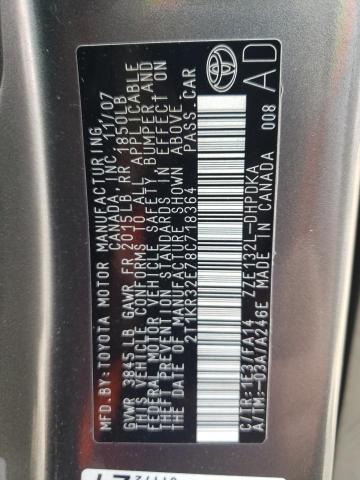 MFD.BY:TOYOTA MOTOR MANUFACTURING,
CANADA, INC. 11/07
GVWR 3845LB GAWR FR 2015LB RR 1850LB
THIS VEHICLE CONFORMS TO ALL APPLICABLE
FEDERAL MOTOR VEHICLE SAFETY BUMPER,AND
THEFT PREVENTION STANDARDS IN EFFECT
ON THE DATE OF MANUFACTURE SHOWN ABOVE.
2T1KR32E78C718364 PASS.CAR
AD
C/TR:1E3/FA14 ZZE132L-DHPDKA
A/TM:-03A/A246E MADE IN CANADA 008